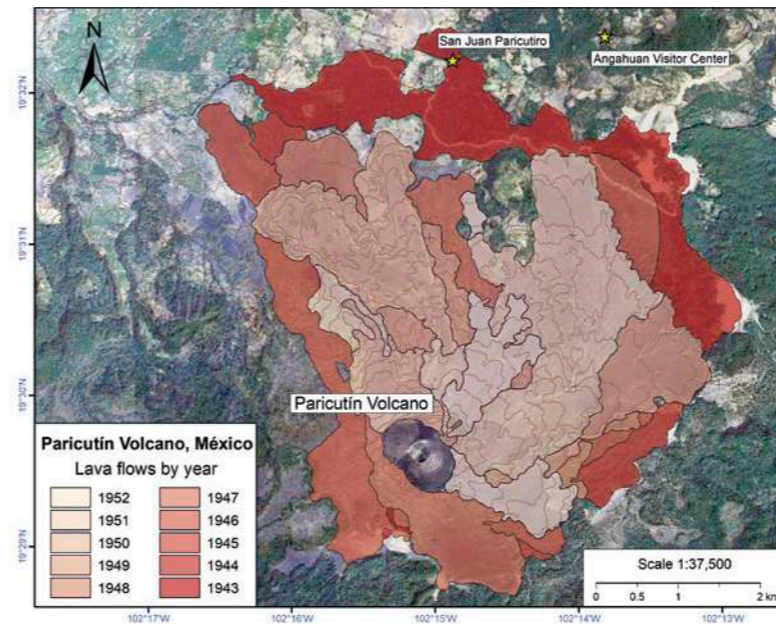 N
San Juan Paricutiro
Angahuan Visitor Center
19°32'N
19°31'N
Paricutín Volcano
19°30'N
Paricutín Volcano, México
Lava flows by year
1952 1947
1951 1946
1950 1945
1949 1944
1948 1943
19°29'N
Scale 1:37,500
0 0.5 1 2 km
102°17'W 102°16'W 102°15'W 102°14'W 102°13'W